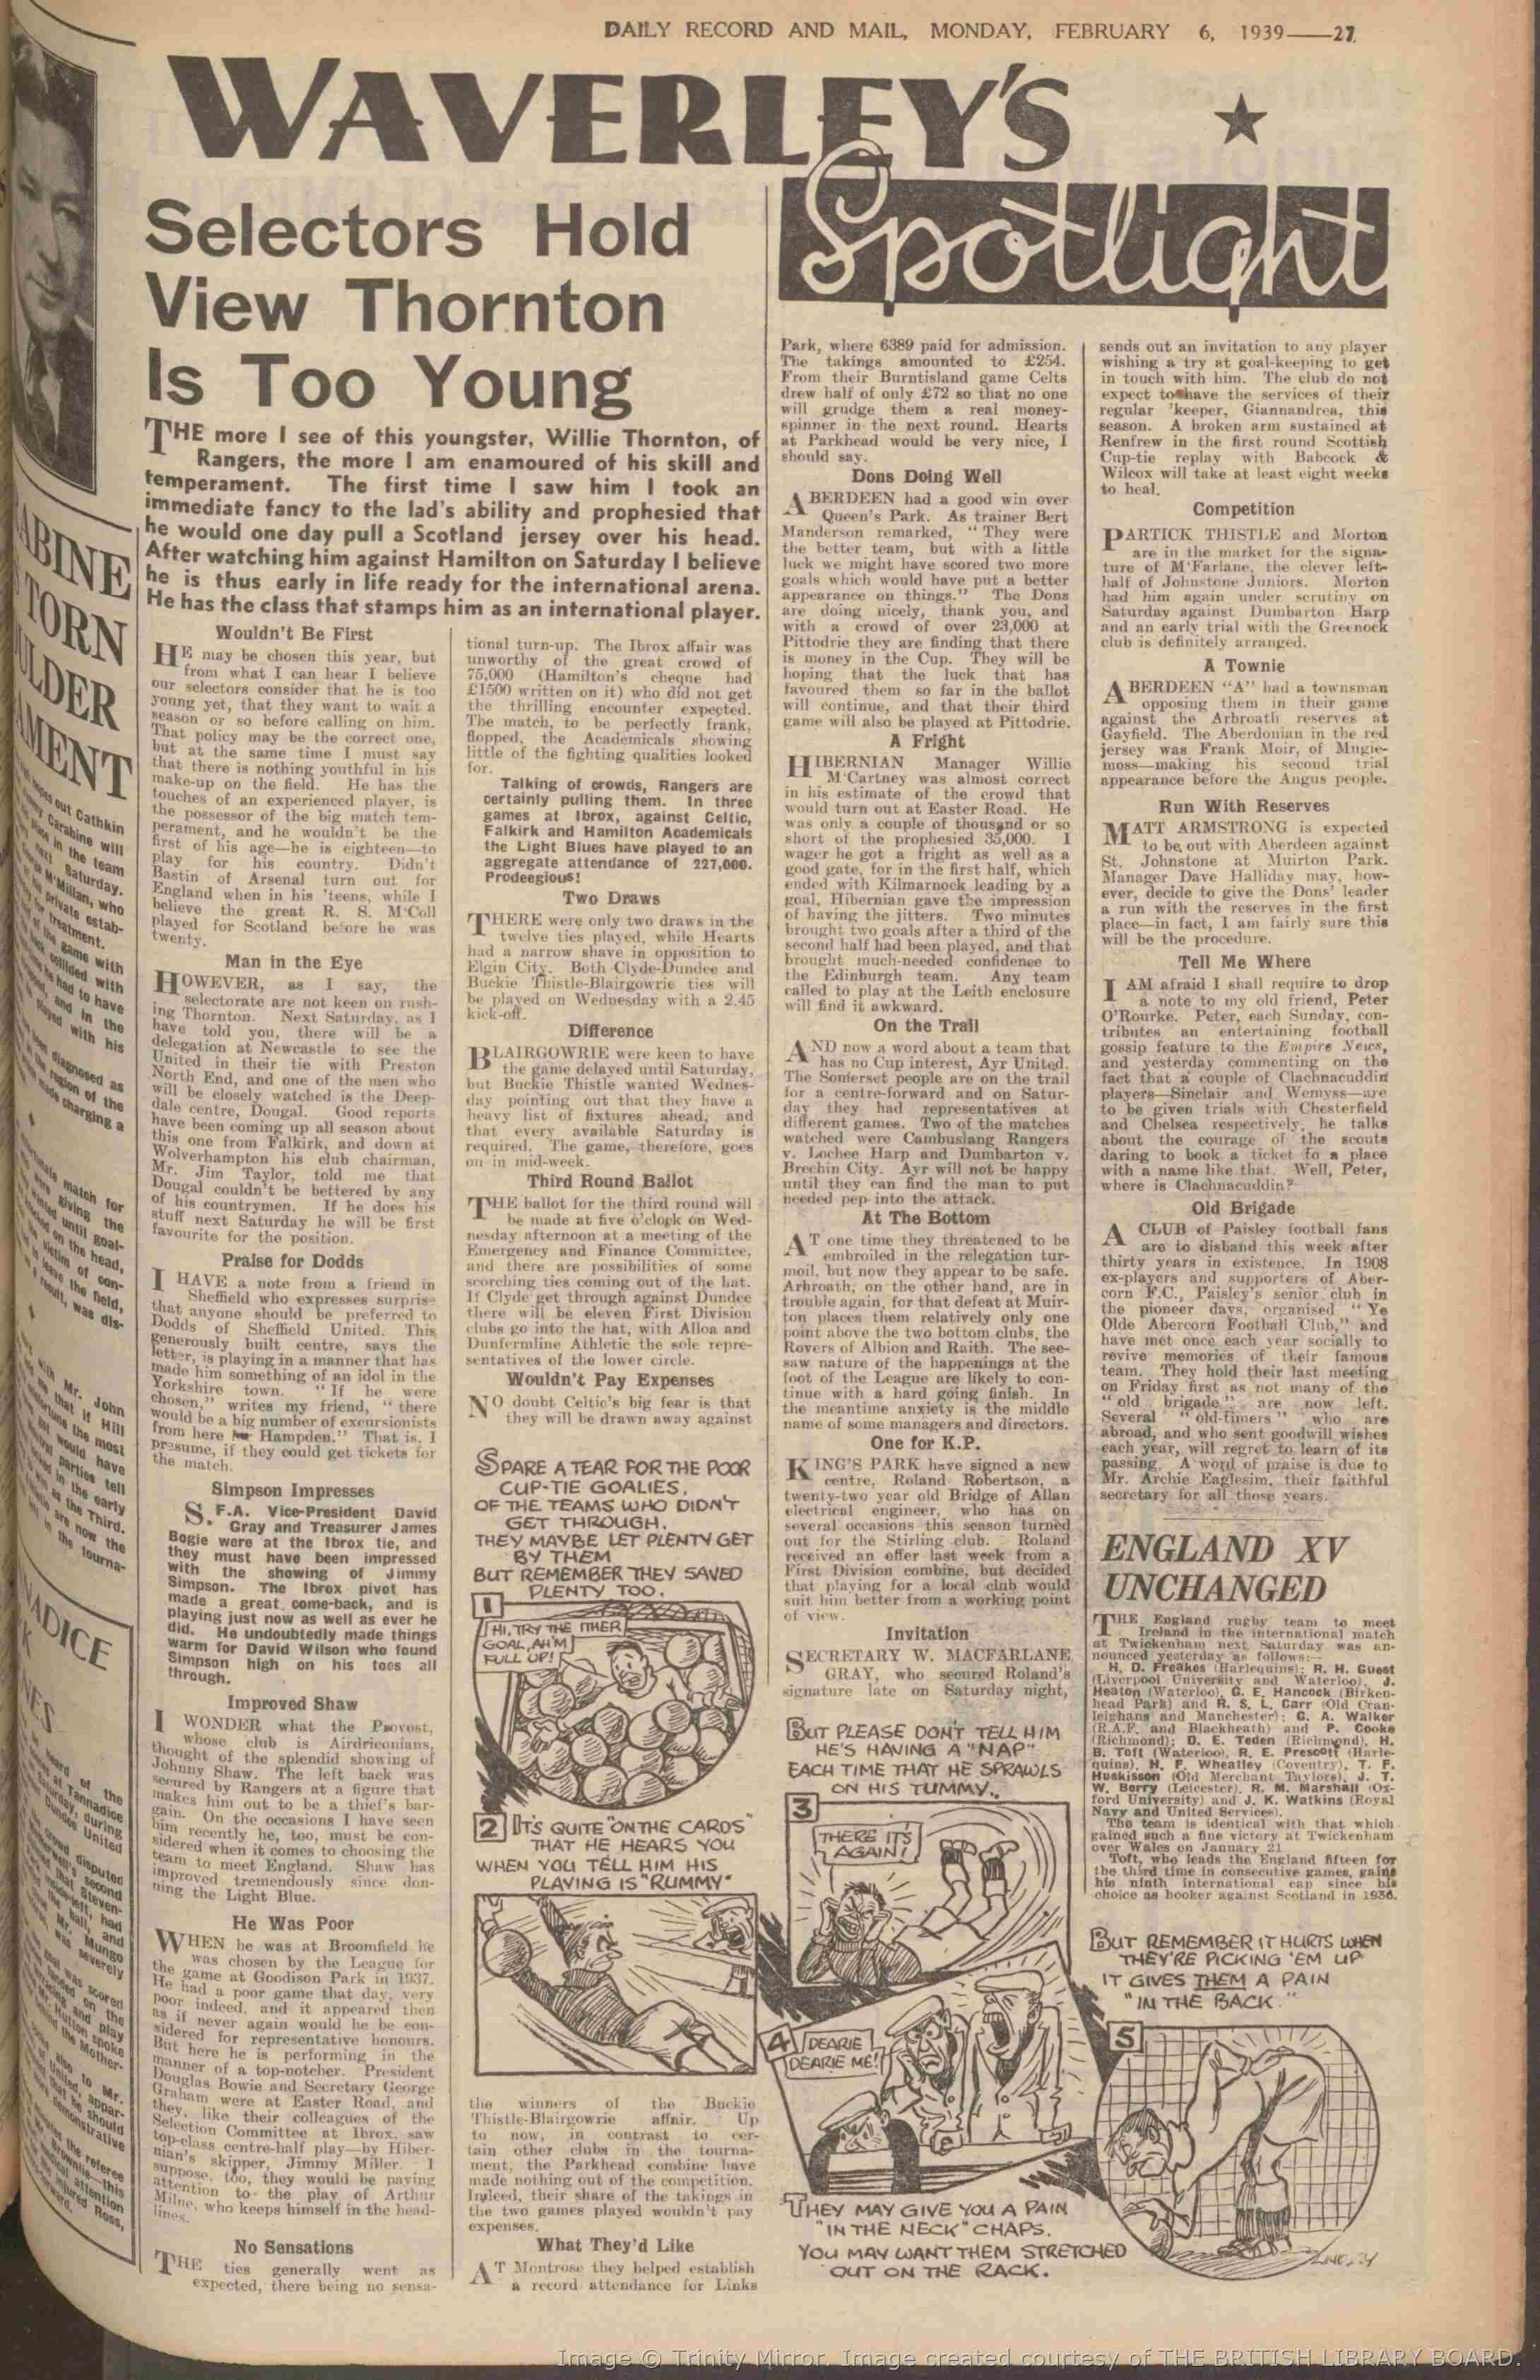 DAILY RECORD AND MAIL, MONDAY, FEBRUARY 6, 1939——27.
WAVERLEY'S
Spotlight
Selectors Hold
View Thornton
Is Too Young
THE more I see of this youngster, Willie Thornton, of
Rangers, the more I am enamoured of his skill and
temperament. The first time I saw him I took an
immediate fancy to the lad's ability and prophesied that
he would one day pull a Scotland jersey over his head.
After watching him against Hamilton on Saturday I believe
he is thus early in life ready for the international arena.
He has the class that stamps him as an international player.
Wouldn't Be First
HE may be chosen this year, but
from what I can hear I believe
our selectors consider that he is too
young yet, that they want to wait a
season or so before calling on him.
That policy may be the correct one,
but at the same time I must say
that there is nothing youthful in his
make-up on the field. He has the
touches of an experienced player, is
the possessor of the big match tem-
perament, and he wouldn't be the
first of his age—he is eighteen—to
play for his country. Didn't
Bastin of Arsenal turn out for
England when in his 'teens, while I
believe the great R. S. M'Coll
played for Scotland before he was
twenty.
Man in the Eye
HOWEVER, as I say, the
selectorate are not keen on rush-
ing Thornton. Next Saturday, as I
have told you, there will be a
delegation at Newcastle to see the
United in their tie with Preston
North End, and one of the men who
will be closely watched is the Deep-
dale centre, Dougal. Good reports
have been coming up all season about
this one from Falkirk, and down at
Wolverhampton his club chairman,
Mr. Jim Taylor, told me that
Dougal couldn't be bettered by any
of his countrymen. If he does his
stuff next Saturday he will be first
favourite for the position.
Praise for Dodds
I HAVE a note from a friend in
Sheffield who expresses surprise
that anyone should be preferred to
Dodds of Sheffield United. This
generously built centre, says the
letter, is playing in a manner that has
made him something of an idol in the
Yorkshire town. "If he were
chosen," writes my friend, "there
would be a big number of excursionists
from here for Hampden." That is, I
presume, if they could get tickets for
the match.
Simpson Impresses
S.F.A. Vice-President David
Gray and Treasurer James
Bogie were at the Ibrox tie, and
they must have been impressed
with the showing of Jimmy
Simpson. The Ibrox pivot has
made a great come-back, and is
playing just now as well as ever he
did. He undoubtedly made things
warm for David Wilson who found
Simpson high on his toes all
through.
Improved Shaw
I WONDER what the Provost,
whose club is Airdrieonians,
thought of the splendid showing of
Johnny Shaw. The left back was
secured by Rangers at a figure that
makes him out to be a thief's bar-
gain. On the occasions I have seen
him recently he, too, must be con-
sidered when it comes to choosing the
team to meet England. Shaw has
improved tremendously since don-
ning the Light Blue.
He Was Poor
WHEN he was at Broomfield he
was chosen by the League for
the game at Goodison Park in 1937.
He had a poor game that day, very
poor indeed, and it appeared then
as if never again would he be con-
sidered for representative honours.
But here he is performing in the
manner of a top-notcher. President
Douglas Bowie and Secretary George
Graham were at Easter Road, and
they, like their colleagues of the
Selection Committee at Ibrox, saw
top-class centre-half play—by Hiber-
nian's skipper, Jimmy Miller. I
suppose, too, they would be paying
attention to the play of Arthur
Milne, who keeps himself in the head-
lines.
No Sensations
THE ties generally went as
expected, there being no sensa-
tional turn-up. The Ibrox affair was
unworthy of the great crowd of
75,000 (Hamilton's cheque had
£1500 written on it) who did not get
the thrilling encounter expected.
The match, to be perfectly frank,
flopped, the Academicals showing
little of the fighting qualities looked
for.
Talking of crowds, Rangers are
certainly pulling them. In three
games at Ibrox, against Celtic,
Falkirk and Hamilton Academicals
the Light Blues have played to an
aggregate attendance of 227,000.
Prodeegious!
Two Draws
THERE were only two draws in the
twelve ties played, while Hearts
had a narrow shave in opposition to
Elgin City. Both Clyde-Dundee and
Buckie Thistle-Blairgowrie ties will
be played on Wednesday with a 2.45
kick-off.
Difference
BLAIRGOWRIE were keen to have
the game delayed until Saturday,
but Buckie Thistle wanted Wednes-
day pointing out that they have a
heavy list of fixtures ahead, and
that every available Saturday is
required. The game, therefore, goes
on in mid-week.
Third Round Ballot
THE ballot for the third round will
be made at five o'clock on Wed-
nesday afternoon at a meeting of the
Emergency and Finance Committee,
and there are possibilities of some
scorching ties coming out of the hat.
If Clyde get through against Dundee
there will be eleven First Division
clubs go into the hat, with Alloa and
Dunfermline Athletic the sole repre-
sentatives of the lower circle.
Wouldn't Pay Expenses
NO doubt Celtic's big fear is that
they will be drawn away against
the winners of the Buckie
Thistle-Blairgowrie affair. Up
to now, in contrast to cer-
tain other clubs in the tourna-
ment, the Parkhead combine have
made nothing out of the competition.
Indeed, their share of the takings in
the two games played wouldn't pay
expenses.
What They'd Like
AT Montrose they helped establish
a record attendance for Links
Park, where 6389 paid for admission.
The takings amounted to £254.
From their Burntisland game Celts
drew half of only £72 so that no one
will grudge them a real money-
spinner in the next round. Hearts
at Parkhead would be very nice, I
should say.
Dons Doing Well
ABERDEEN had a good win over
Queen's Park. As trainer Bert
Manderson remarked, "They were
the better team, but with a little
luck we might have scored two more
goals which would have put a better
appearance on things." The Dons
are doing nicely, thank you, and
with a crowd of over 23,000 at
Pittodrie they are finding that there
is money in the Cup. They will be
hoping that the luck that has
favoured them so far in the ballot
will continue, and that their third
game will also be played at Pittodrie.
A Fright
HIBERNIAN Manager Willie
M'Cartney was almost correct
in his estimate of the crowd that
would turn out at Easter Road. He
was only a couple of thousand or so
short of the prophesied 35,000. I
wager he got a fright as well as a
good gate, for in the first half, which
ended with Kilmarnock leading by a
goal, Hibernian gave the impression
of having the jitters. Two minutes
brought two goals after a third of the
second half had been played, and that
brought much-needed confidence to
the Edinburgh team. Any team
called to play at the Leith enclosure
will find it awkward.
On the Trail
AND now a word about a team that
has no Cup interest, Ayr United.
The Somerset people are on the trail
for a centre-forward and on Satur-
day they had representatives at
different games. Two of the matches
watched were Cambuslang Rangers
v. Lochee Harp and Dumbarton v.
Brechin City. Ayr will not be happy
until they can find the man to put
needed pep into the attack.
At The Bottom
AT one time they threatened to be
embroiled in the relegation tur-
moil, but now they appear to be safe.
Arbroath, on the other hand, are in
trouble again, for that defeat at Muir-
ton places them relatively only one
point above the two bottom clubs, the
Rovers of Albion and Raith. The see-
saw nature of the happenings at the
foot of the League are likely to con-
tinue with a hard going finish. In
the meantime anxiety is the middle
name of some managers and directors.
One for K.P.
KING'S PARK have signed a new
centre, Roland Robertson, a
twenty-two year old Bridge of Allan
electrical engineer, who has on
several occasions this season turned
out for the Stirling club. Roland
received an offer last week from a
First Division combine, but decided
that playing for a local club would
suit him better from a working point
of view.
Invitation
SECRETARY W. MACFARLANE
GRAY, who secured Roland's
signature late on Saturday night,
sends out an invitation to any player
wishing a try at goal-keeping to get
in touch with him. The club do not
expect to have the services of their
regular 'keeper, Giannandrea, this
season. A broken arm sustained at
Renfrew in the first round Scottish
Cup-tie replay with Babcock &
Wilcox will take at least eight weeks
to heal.
Competition
PARTICK THISTLE and Morton
are in the market for the signa-
ture of M'Farlane, the clever left-
half of Johnstone Juniors. Morton
had him again under scrutiny on
Saturday against Dumbarton Harp
and an early trial with the Greenock
club is definitely arranged.
A Townie
ABERDEEN "A" had a townsman
opposing them in their game
against the Arbroath reserves at
Gayfield. The Aberdonian in the red
jersey was Frank Moir, of Mugie-
moss—making his second trial
appearance before the Angus people.
Run With Reserves
MATT ARMSTRONG is expected
to be out with Aberdeen against
St. Johnstone at Muirton Park.
Manager Dave Halliday may, how-
ever, decide to give the Dons' leader
a run with the reserves in the first
place—in fact, I am fairly sure this
will be the procedure.
Tell Me Where
I AM afraid I shall require to drop
a note to my old friend, Peter
O'Rourke. Peter, each Sunday, con-
tributes an entertaining football
gossip feature to the Empire News,
and yesterday commenting on the
fact that a couple of Clachnacuddin
players—Sinclair and Wemyss—are
to be given trials with Chesterfield
and Chelsea respectively, he talks
about the courage of the scouts
daring to book a ticket to a place
with a name like that. Well, Peter,
where is Clachnacuddin?
Old Brigade
A CLUB of Paisley football fans
are to disband this week after
thirty years in existence. In 1908
ex-players and supporters of Aber-
corn F.C., Paisley's senior club in
the pioneer days, organised "Ye
Olde Abercorn Football Club," and
have met once each year socially to
revive memories of their famous
team. They hold their last meeting
on Friday first as not many of the
"old brigade" are now left.
Several "old-timers" who are
abroad, and who sent goodwill wishes
each year, will regret to learn of its
passing. A word of praise is due to
Mr. Archie Eaglesim, their faithful
secretary for all those years.
ENGLAND XV
UNCHANGED
THE England rugby team to meet
Ireland in the international match
at Twickenham next Saturday was an-
nounced yesterday as follows:—
H. D. Freakes (Harlequins); R. H. Guest
(Liverpool University and Waterloo), J.
Heaton (Waterloo), G. E. Hancock (Birken-
head Park) and R. S. L. Carr (Old Cran-
leighans and Manchester); G. A. Walker
(R.A.F. and Blackheath) and P. Cooke
(Richmond); D. E. Teden (Richmond), H.
B. Toft (Waterloo), R. E. Prescott (Harle-
quins), H. F. Wheatley (Coventry), T. F.
Huskisson (Old Merchant Taylors), J. T.
W. Berry (Leicester), R. M. Marshall (Ox-
ford University) and J. K. Watkins (Royal
Navy and United Services).
The team is identical with that which
gained such a fine victory at Twickenham
over Wales on January 21
Toft, who leads the England fifteen for
the third time in consecutive games, gains
his ninth international cap since his
choice as hooker against Scotland in 1936.
SPARE A TEAR FOR THE POOR
CUP-TIE GOALIES,
OF THE TEAMS WHO DIDN'T
GET THROUGH.
THEY MAYBE LET PLENTY GET
BY THEM
BUT REMEMBER THEY SAVED
PLENTY TOO.
1
HI, TRY THE ITHER
GOAL, AH'M
FULL UP!
2 IT'S QUITE "ON THE CARDS"
THAT HE HEARS YOU
WHEN YOU TELL HIM HIS
PLAYING IS "RUMMY"
BUT PLEASE DON'T TELL HIM
HE'S HAVING A "NAP"
EACH TIME THAT HE SPRAWLS
ON HIS TUMMY.
3
THERE IT'S
AGAIN!
4
DEARIE
DEARIE ME!
THEY MAY GIVE YOU A PAIN
"IN THE NECK" CHAPS.
YOU MAY WANT THEM STRETCHED
OUT ON THE RACK.
BUT REMEMBER IT HURTS WHEN
THEY'RE PICKING 'EM UP
IT GIVES THEM A PAIN
"IN THE BACK."
5
Image © Trinity Mirror. Image created courtesy of THE BRITISH LIBRARY BOARD.